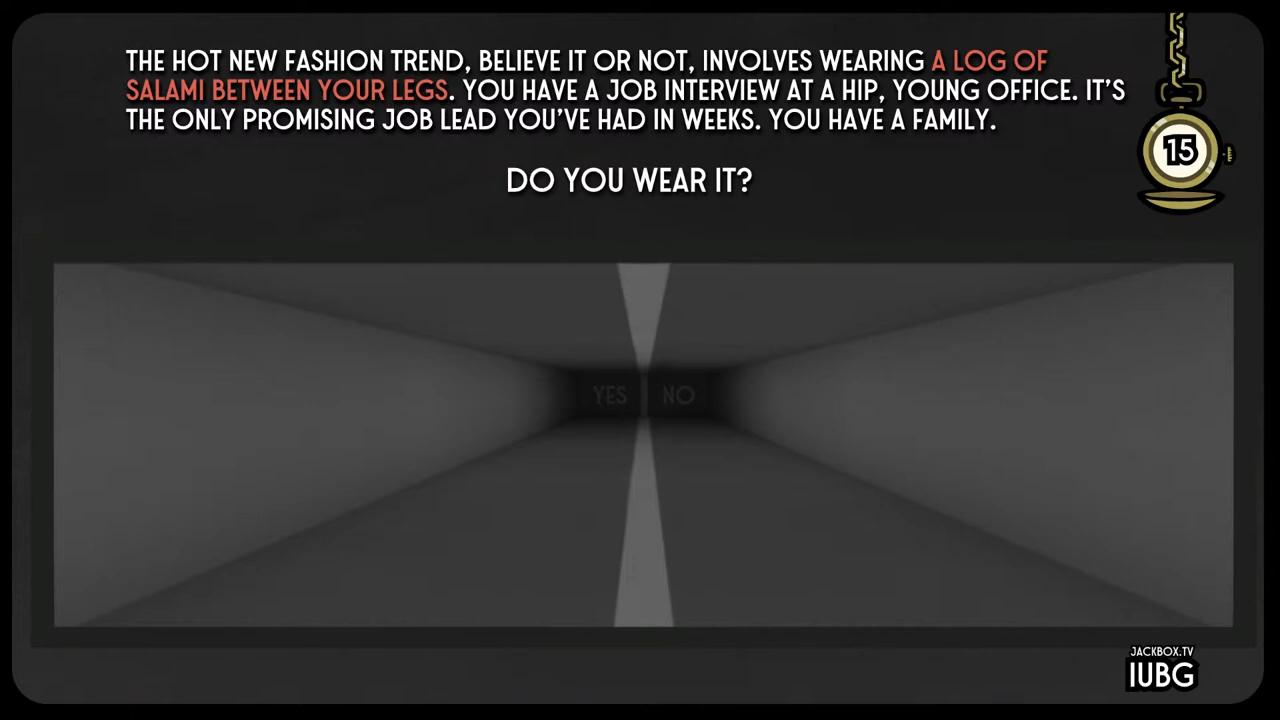 THE HOT NEW FASHION TREND, BELIEVE IT OR NOT, INVOLVES WEARING A LOG OF
SALAMI BETWEEN YOUR LEGS. YOU HAVE A JOB INTERVIEW AT A HIP, YOUNG OFFICE. IT'S
THE ONLY PROMISING JOB LEAD YOU'VE HAD IN WEEKS. YOU HAVE A FAMILY.
15
DO YOU WEAR IT?
YES NO
JACKBOX.TV
IUBG